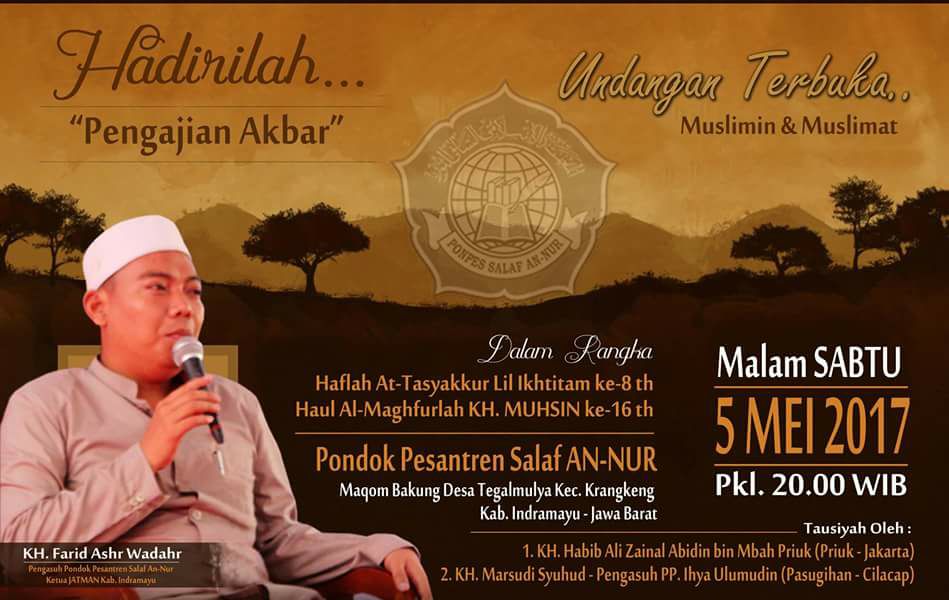 Hadirilah...
"Pengajian Akbar"
Undangan Terbuka..
Muslimin & Muslimat
PONPES SALAF AN-NUR
Dalam Rangka
Haflah At-Tasyakkur Lil Ikhtitam ke-8 th
Haul Al-Maghfurlah KH. MUHSIN ke-16 th
Pondok Pesantren Salaf AN-NUR
Maqom Bakung Desa Tegalmulya Kec. Krangkeng
Kab. Indramayu - Jawa Barat
Malam SABTU
5 MEI 2017
Pkl. 20.00 WIB
Tausiyah Oleh :
1. KH. Habib Ali Zainal Abidin bin Mbah Priuk (Priuk - Jakarta)
2. KH. Marsudi Syuhud - Pengasuh PP. Ihya Ulumudin (Pasugihan - Cilacap)
KH. Farid Ashr Wadahr
Pengasuh Pondok Pesantren Salaf An-Nur
Ketua JATMAN Kab. Indramayu